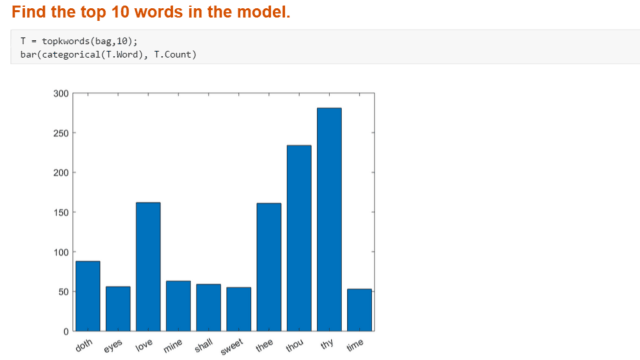 Find the top 10 words in the model.
T = topkwords(bag,10);
bar(categorical(T.Word), T.Count)
300
250
200
150
100
50
0
doth eyes love mine shall sweet thee thou thy time